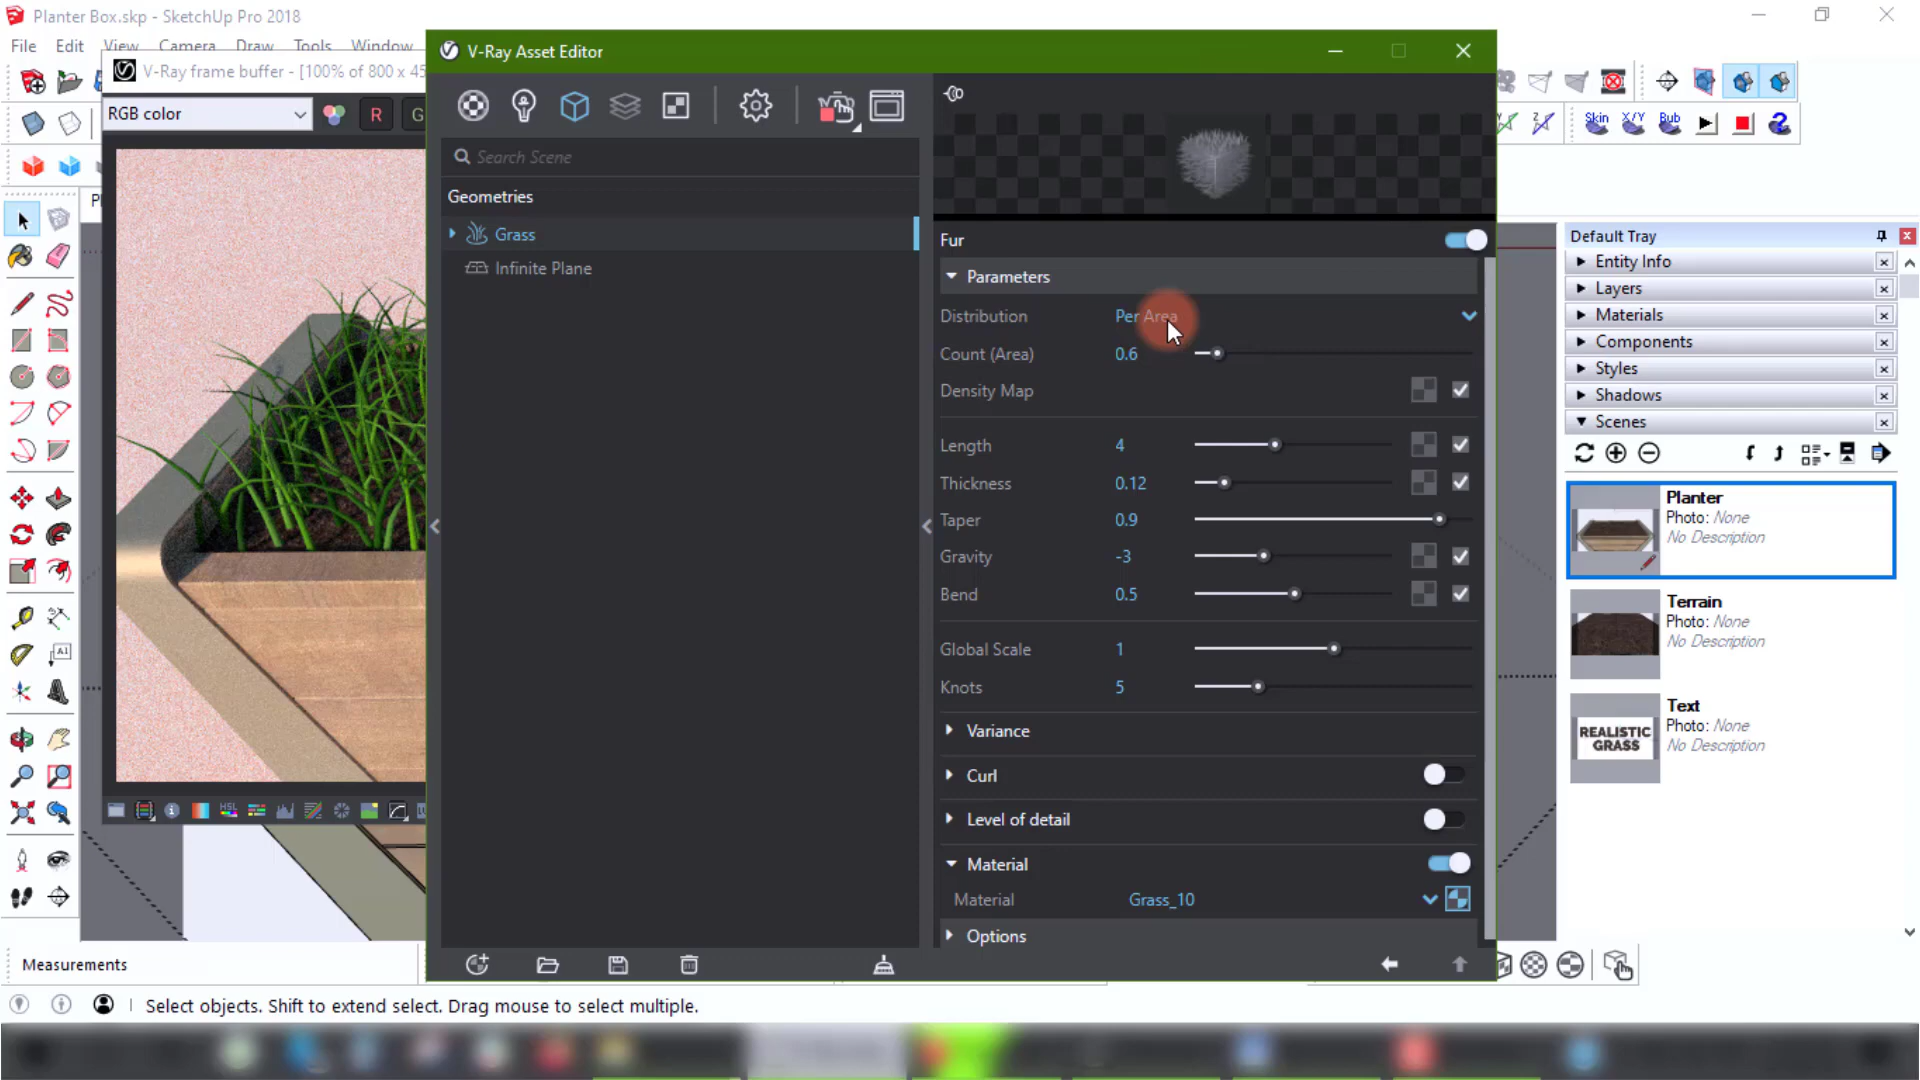 Planter Box.skp - SketchUp Pro 2018
File Edit View Camera Draw Tools Window
V-Ray frame buffer - [100% of 800 x 45
RGB color
R
G
V-Ray Asset Editor
Search Scene
Geometries
Grass
Infinite Plane
Fur
Parameters
Distribution Per Area
Count (Area) 0.6
Density Map
Length 4
Thickness 0.12
Taper 0.9
Gravity -3
Bend 0.5
Global Scale 1
Knots 5
Variance
Curl
Level of detail
Material
Material Grass_10
Options
Skin X/Y Bub
Default Tray
Entity Info
Layers
Materials
Components
Styles
Shadows
Scenes
Planter
Photo: None
No Description
Terrain
Photo: None
No Description
Text
Photo: None
No Description
REALISTIC
GRASS
HSL
A1
Measurements
Select objects. Shift to extend select. Drag mouse to select multiple.